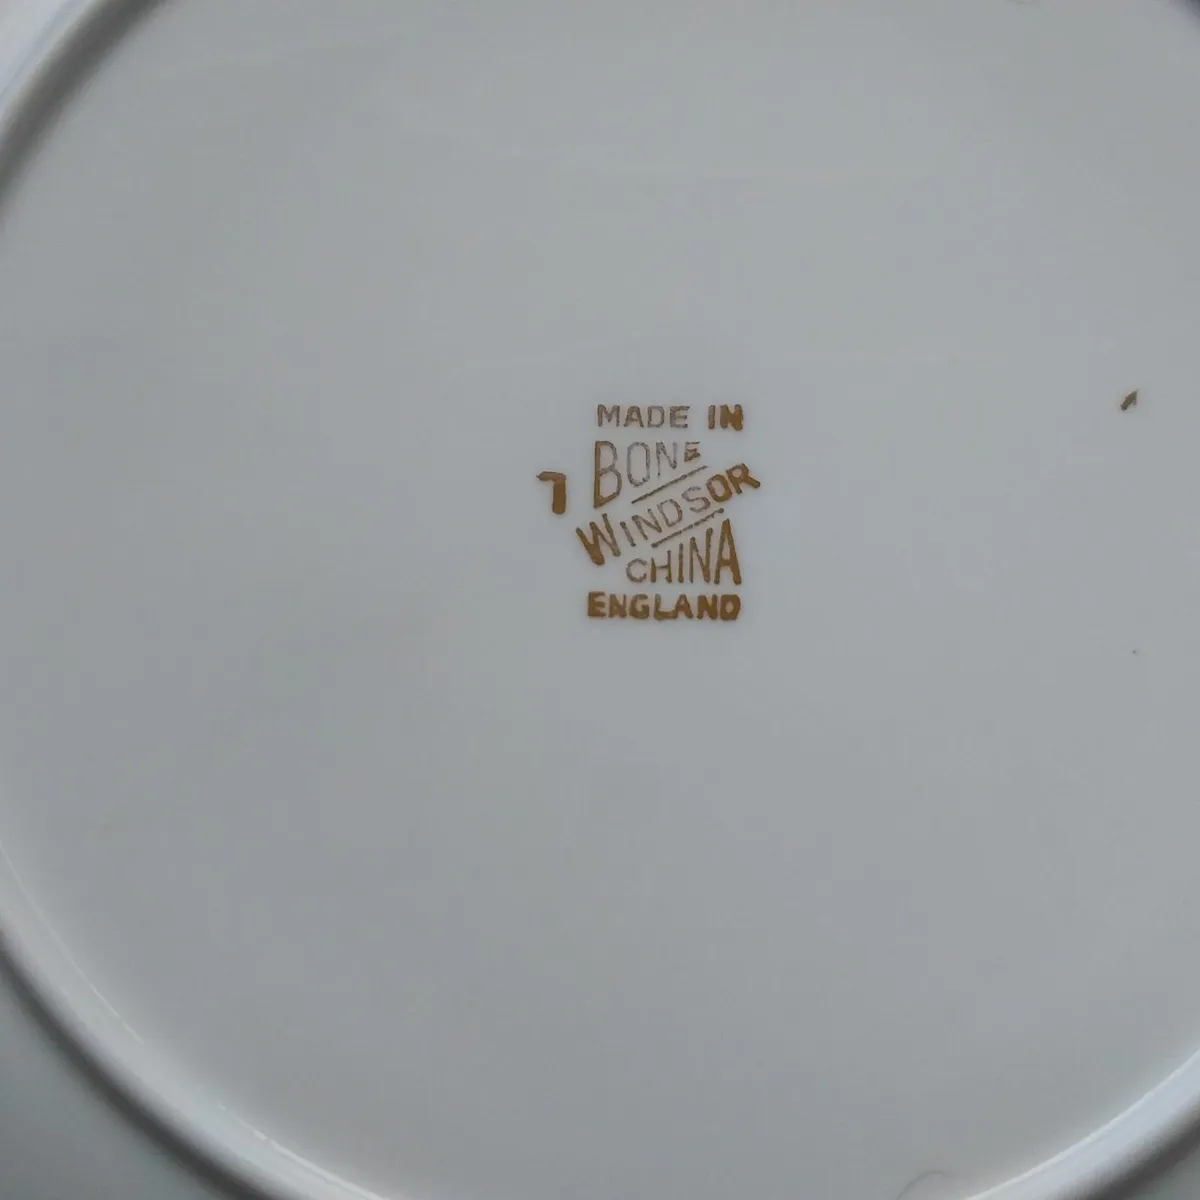 MADE IN
BONE
7
WINDSOR
CHINA
ENGLAND